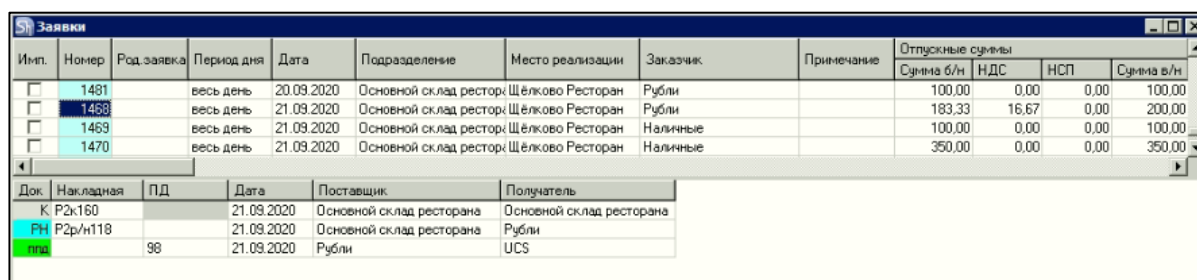 Sh Заявки
Имп. Номер Род.заявка Период дня Дата Подразделение Место реализации Заказчик Примечание Отпускные суммы
Сумма б/н НДС НСП Сумма в/н
1481 весь день 20.09.2020 Основной склад рестора Щёлково Ресторан Рубли 100,00 0,00 0,00 100,00
1468 весь день 21.09.2020 Основной склад рестора Щёлково Ресторан Рубли 183,33 16,67 0,00 200,00
1469 весь день 21.09.2020 Основной склад рестора Щёлково Ресторан Наличные 100,00 0,00 0,00 100,00
1470 весь день 21.09.2020 Основной склад рестора Щёлково Ресторан Наличные 350,00 0,00 0,00 350,00
Док Накладная ПД Дата Поставщик Получатель
К Р2к160 21.09.2020 Основной склад ресторана Основной склад ресторана
РН Р2р/н118 21.09.2020 Основной склад ресторана Рубли
ппд 98 21.09.2020 Рубли UCS